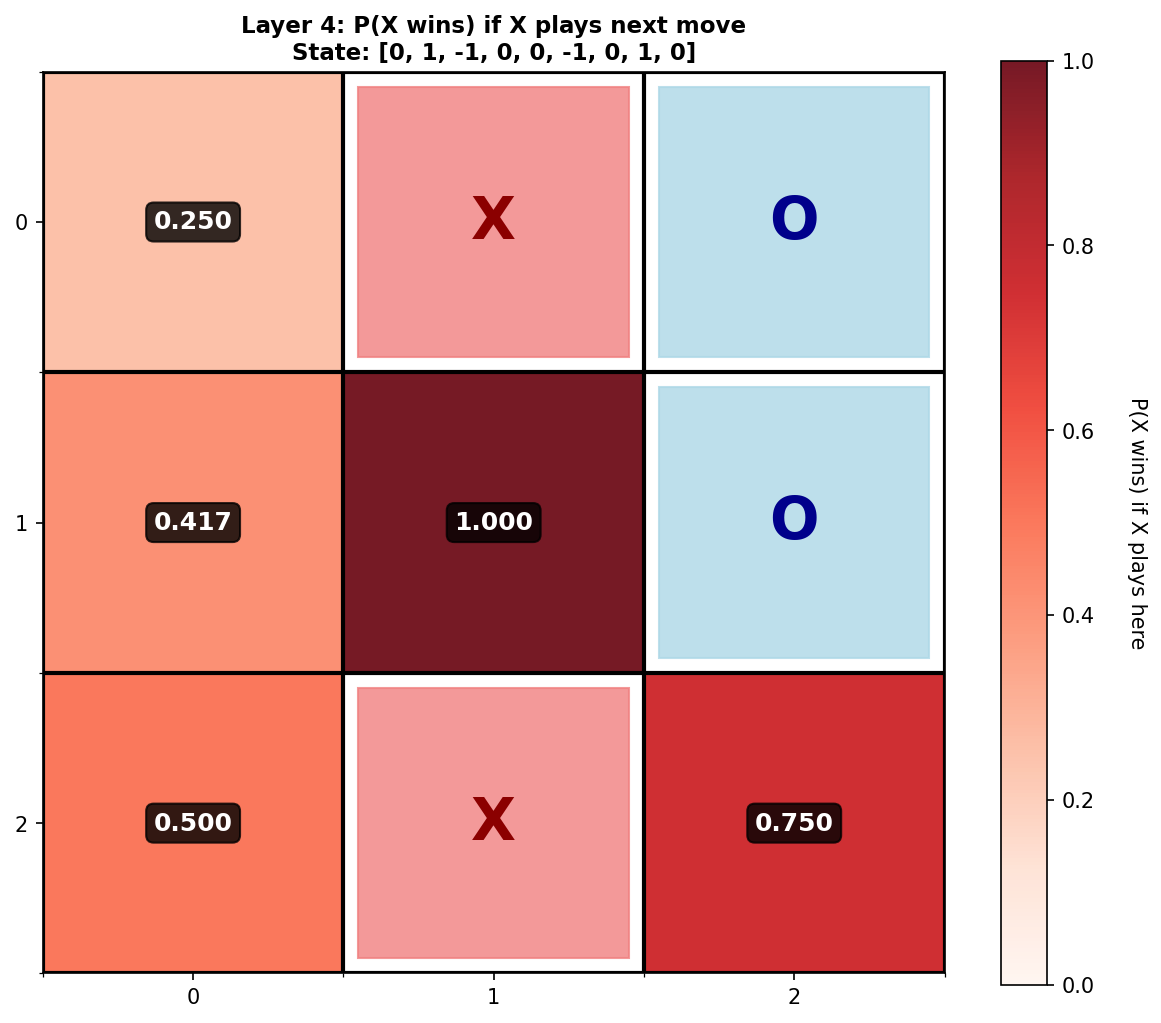 Layer 4: P(X wins) if X plays next move
State: [0, 1, -1, 0, 0, -1, 0, 1, 0]
0.250
X
O
0
0.417
1.000
O
1
0.500
X
0.750
2
0
1
2
1.0
0.8
0.6
0.4
0.2
0.0
P(X wins) if X plays here